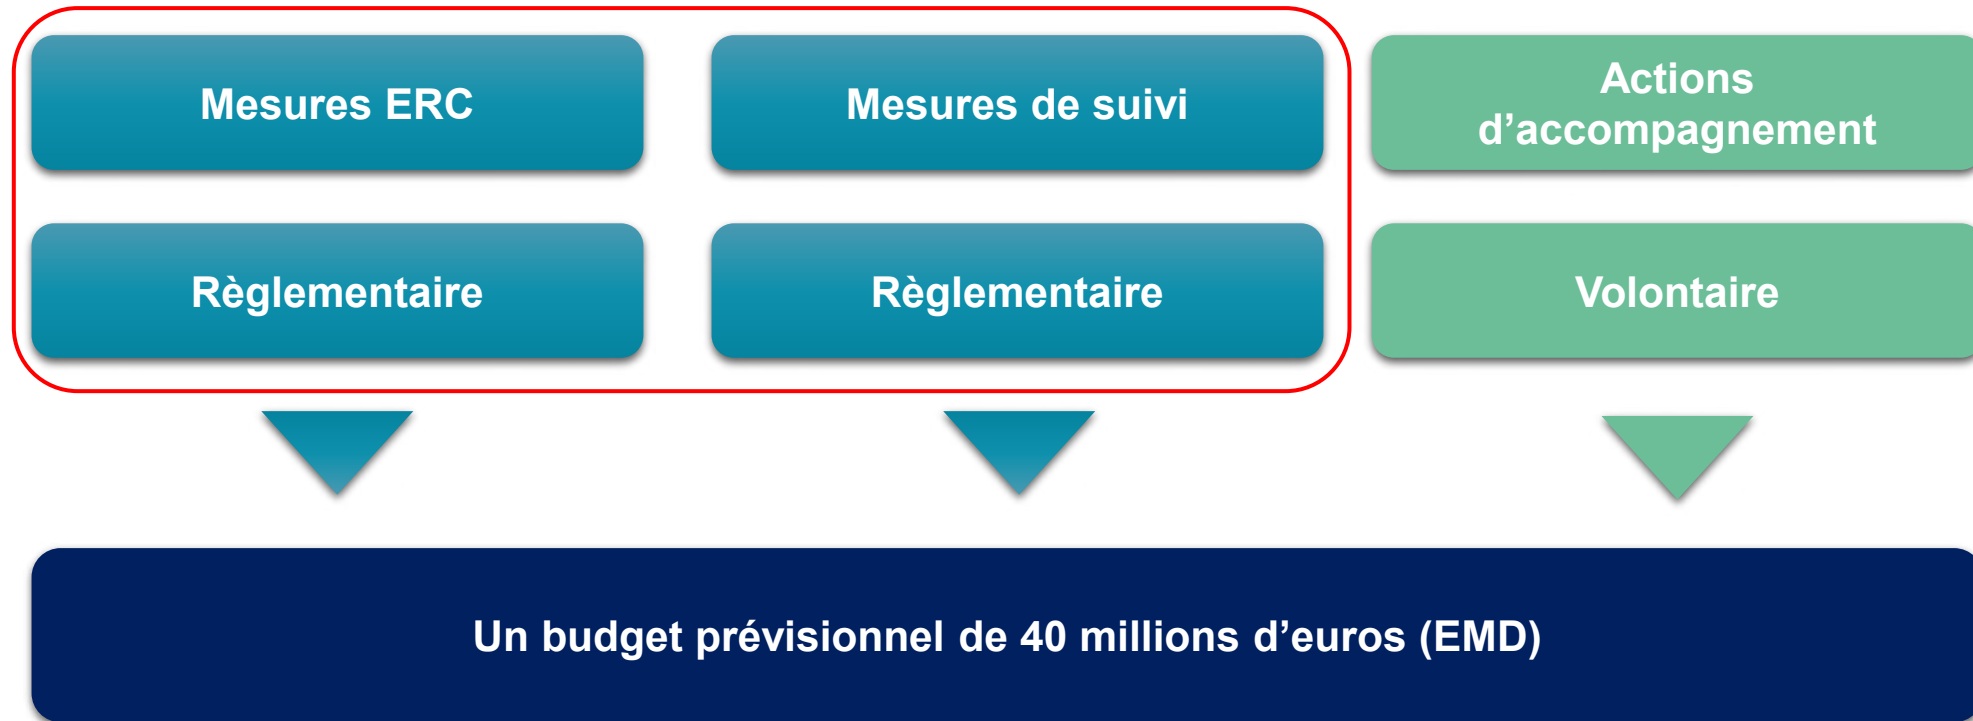 Mesures ERC
Mesures de suivi
Actions
d’accompagnement
Règlementaire
Règlementaire
Volontaire
Un budget prévisionnel de 40 millions d’euros (EMD)